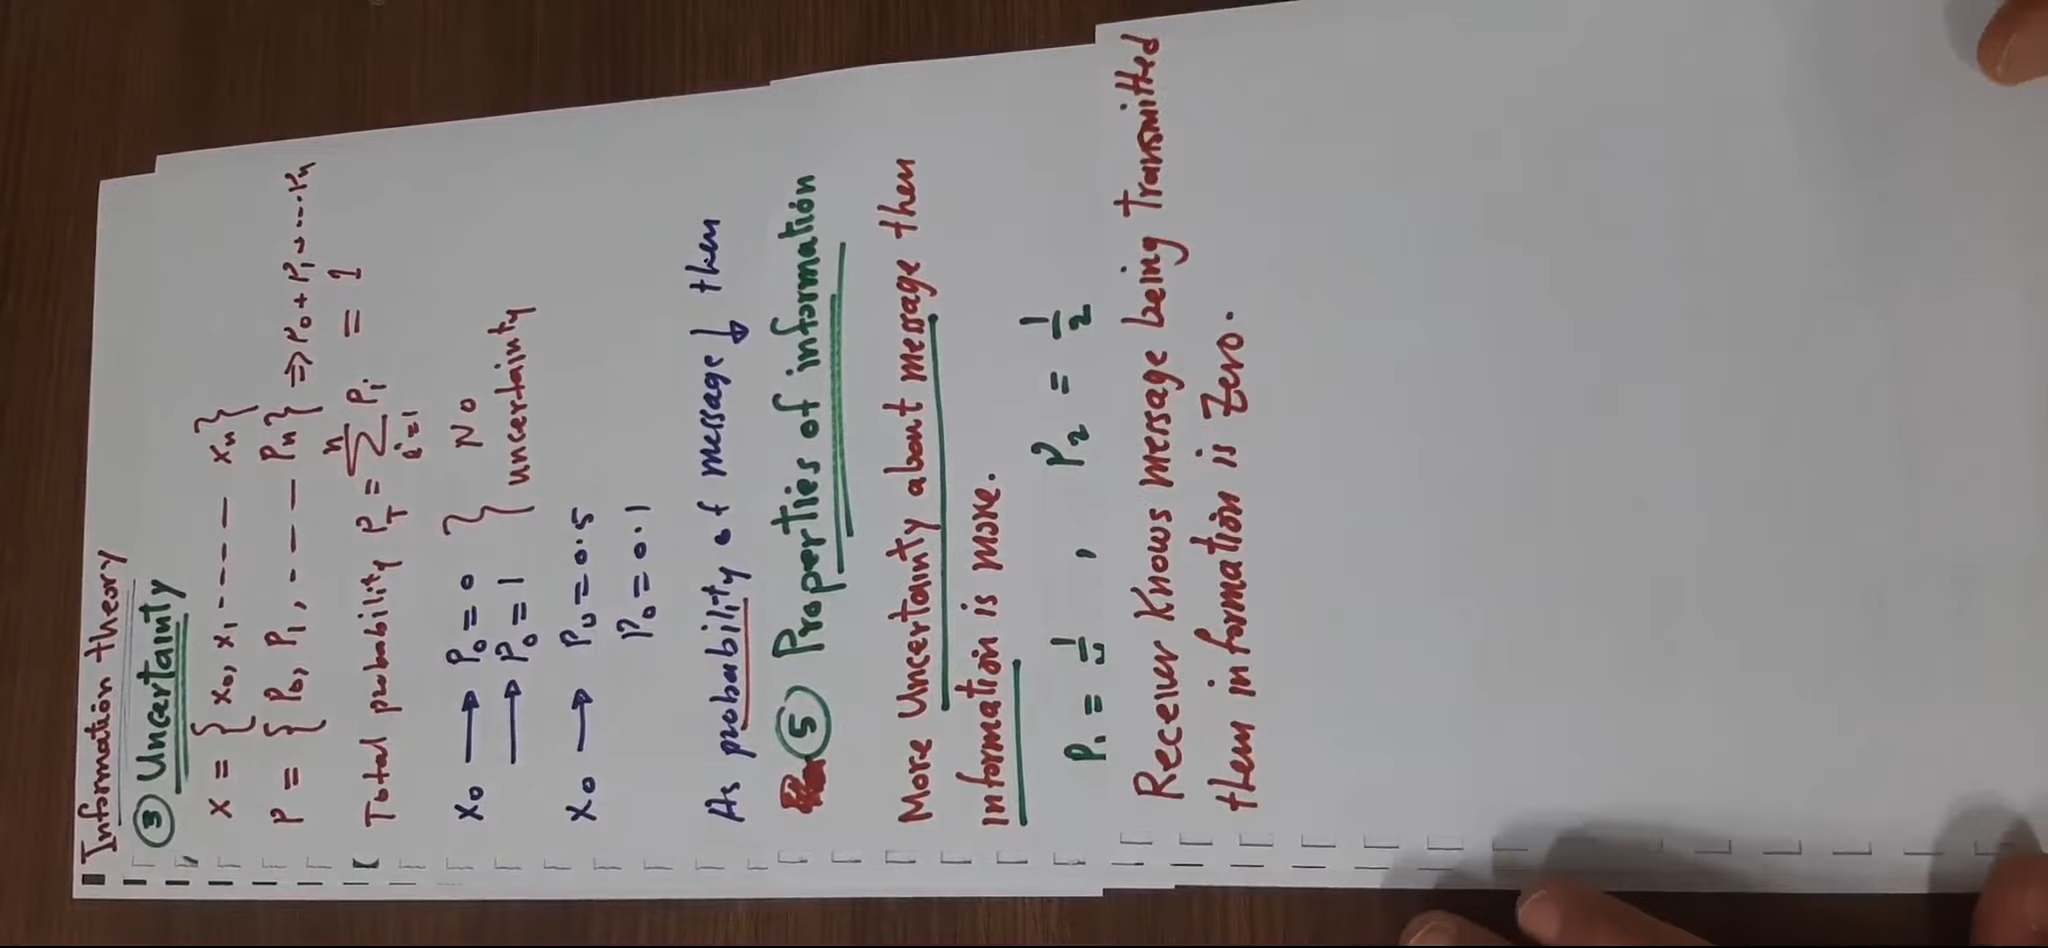 Information theory
③ Uncertainty
X = { x₀, x₁, ---- xₙ}
P = { P₀, P₁, --- Pₙ} ⇒ P₀ + P₁ ... Pₙ
Total probability P_T = ∑ⁿᵢ₌₁ Pᵢ = 1
X₀ → P₀ = 0 } No
→ P₀ = 1 } uncertainty
X₀ → P₀ = 0.5
P₀ = 0.1
As probability of message ↓ then
⑤ Properties of information
More Uncertainty about message then
information is more.
P₁ = , P₂ = 1/2
Receiver Knows message being transmitted
then information is Zero.